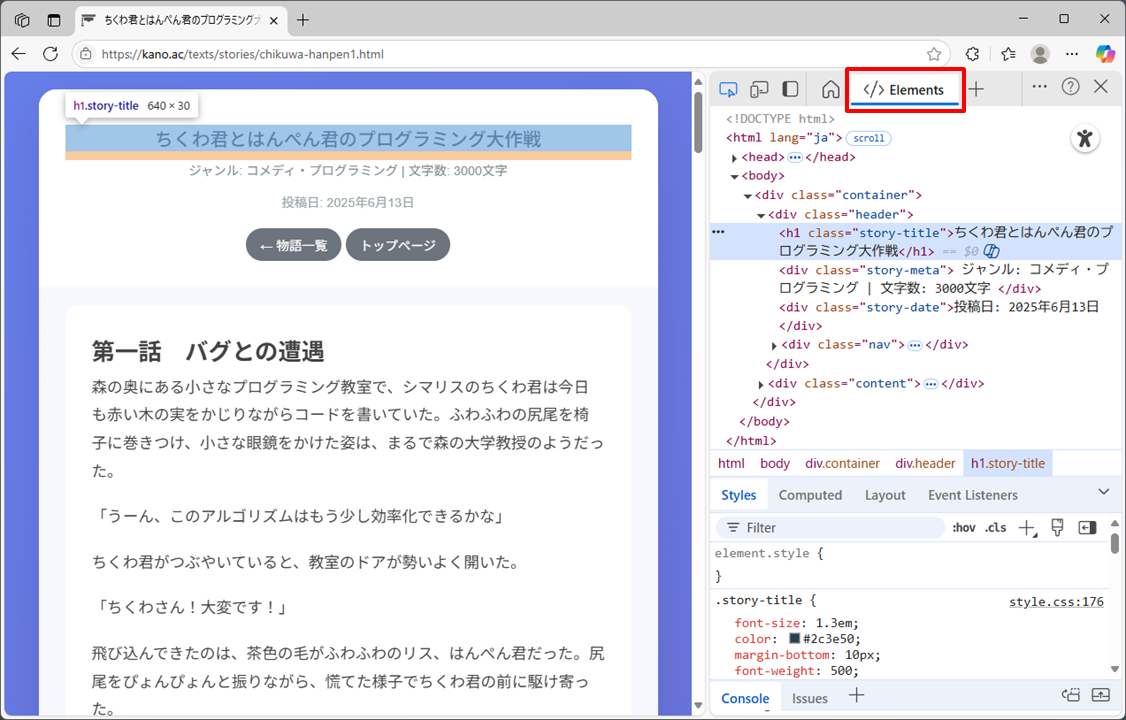 ちくわ君とはんぺん君のプログラミング大
https://kano.ac/texts/stories/chikuwa-hanpen1.html
h1.story-title 640 × 30
ちくわ君とはんぺん君のプログラミング大作戦
ジャンル: コメディ・プログラミング | 文字数: 3000文字
投稿日: 2025年6月13日
← 物語一覧 トップページ
第一話　バグとの遭遇
森の奥にある小さなプログラミング教室で、シマリスのちくわ君は今日
も赤い木の実をかじりながらコードを書いていた。ふわふわの尻尾を椅
子に巻きつけ、小さな眼鏡をかけた姿は、まるで森の大学教授のようだっ
た。
「うーん、このアルゴリズムはもう少し効率化できるかな」
ちくわ君がつぶやいていると、教室のドアが勢いよく開いた。
「ちくわさん！大変です！」
飛び込んできたのは、茶色の毛がふわふわのリス、はんぺん君だった。尻
尾をぴょんぴょんと振りながら、慌てた様子でちくわ君の前に駆け寄っ
た。
</> Elements
<!DOCTYPE html>
<html lang="ja"> scroll
<head> ••• </head>
<body>
<div class="container">
<div class="header">
<h1 class="story-title">ちくわ君とはんぺん君のプ
ログラミング大作戦</h1> == $0
<div class="story-meta"> ジャンル: コメディ・プ
ログラミング | 文字数: 3000文字 </div>
<div class="story-date">投稿日: 2025年6月13日
</div>
<div class="nav"> ••• </div>
</div>
<div class="content"> ••• </div>
</div>
</body>
</html>
html body div.container div.header h1.story-title
Styles Computed Layout Event Listeners
Filter :hov .cls
element.style {
}
.story-title { style.css:176
font-size: 1.3em;
color: #2c3e50;
margin-bottom: 10px;
font-weight: 500;
Console Issues